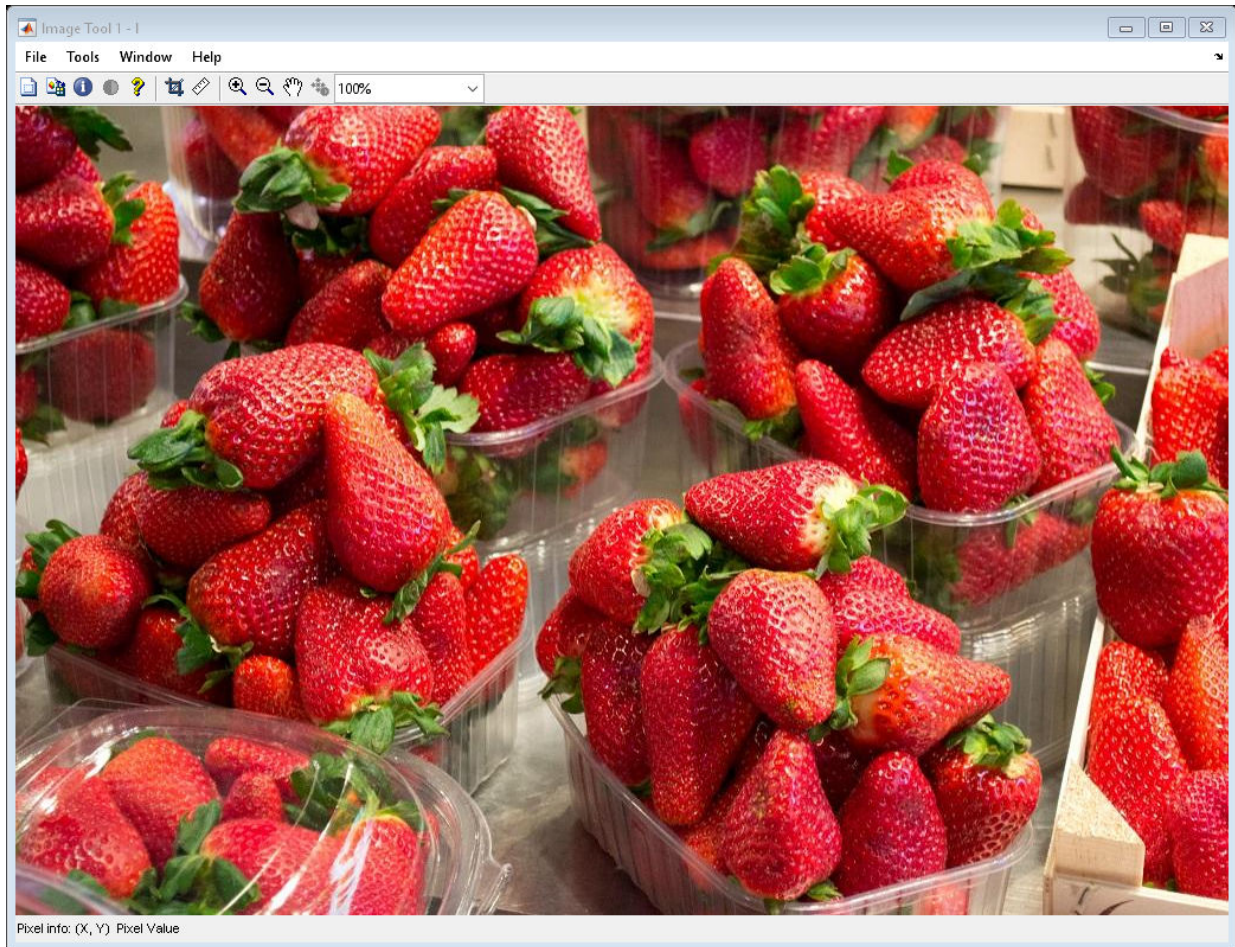 Image Tool 1 - I
File Tools Window Help
100%
Pixel info: (X, Y) Pixel Value